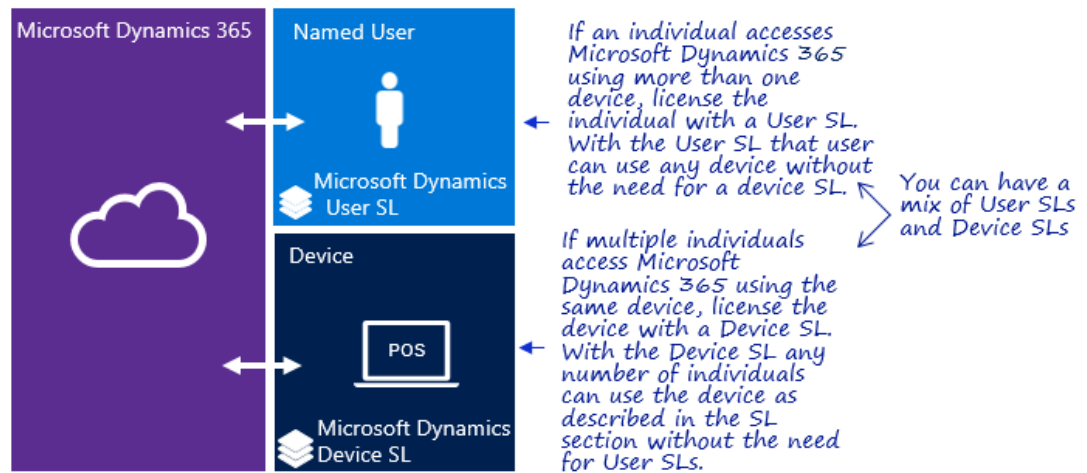 Microsoft Dynamics 365
Named User
Microsoft Dynamics
User SL
Device
POS
Microsoft Dynamics
Device SL
If an individual accesses
Microsoft Dynamics 365
using more than one
device, license the
individual with a User SL.
With the User SL that user
can use any device without
the need for a device SL.
If multiple individuals
access Microsoft
Dynamics 365 using the
same device, license the
device with a Device SL.
With the Device SL any
number of individuals
can use the device as
described in the SL
section without the need
for User SLs.
You can have a
mix of User SLs
and Device SLs